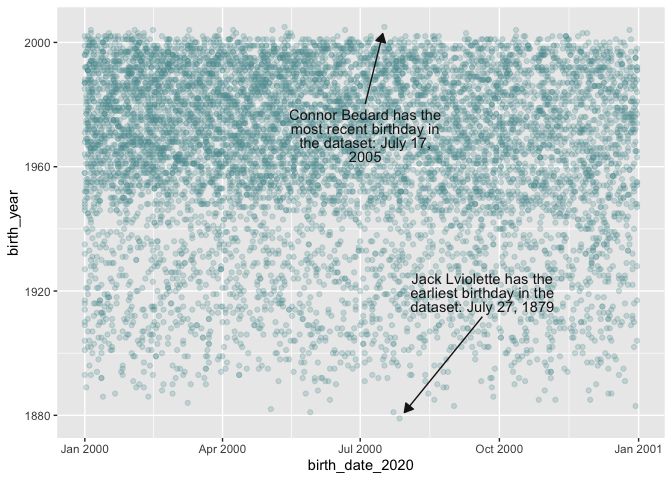 2000
Connor Bedard has the
most recent birthday in
the dataset: July 17,
2005
1960
birth_year
Jack Lviolette has the
earliest birthday in the
dataset: July 27, 1879
1920
1880
Jan 2000 Apr 2000 Jul 2000 Oct 2000 Jan 2001
birth_date_2020